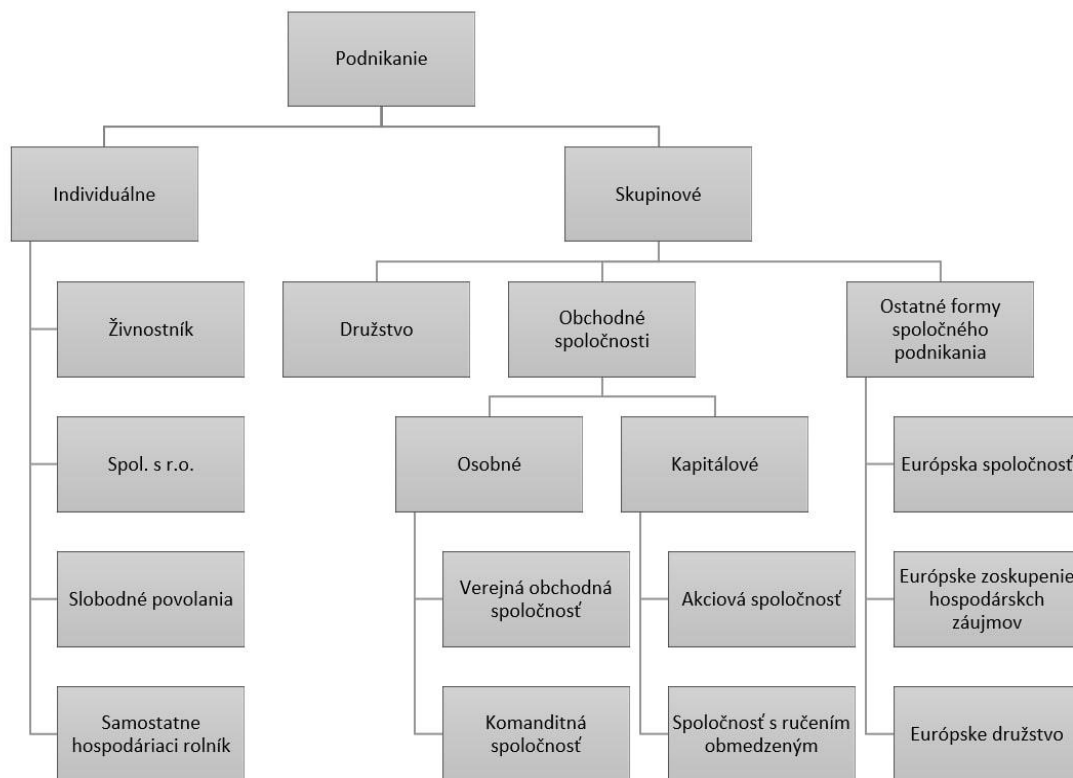 Podnikanie
Individuálne
Skupinové
Živnostník
Družstvo
Obchodné
spoločnosti
Ostatné formy
spoločného
podnikania
Spol. s r.o.
Osobné
Kapitálové
Európska spoločnosť
Slobodné povolania
Verejná obchodná
spoločnosť
Akciová spoločnosť
Európske zoskupenie
hospodárskch
záujmov
Samostatne
hospodáriaci rolník
Komanditná
spoločnosť
Spoločnosť s ručením
obmedzeným
Európske družstvo